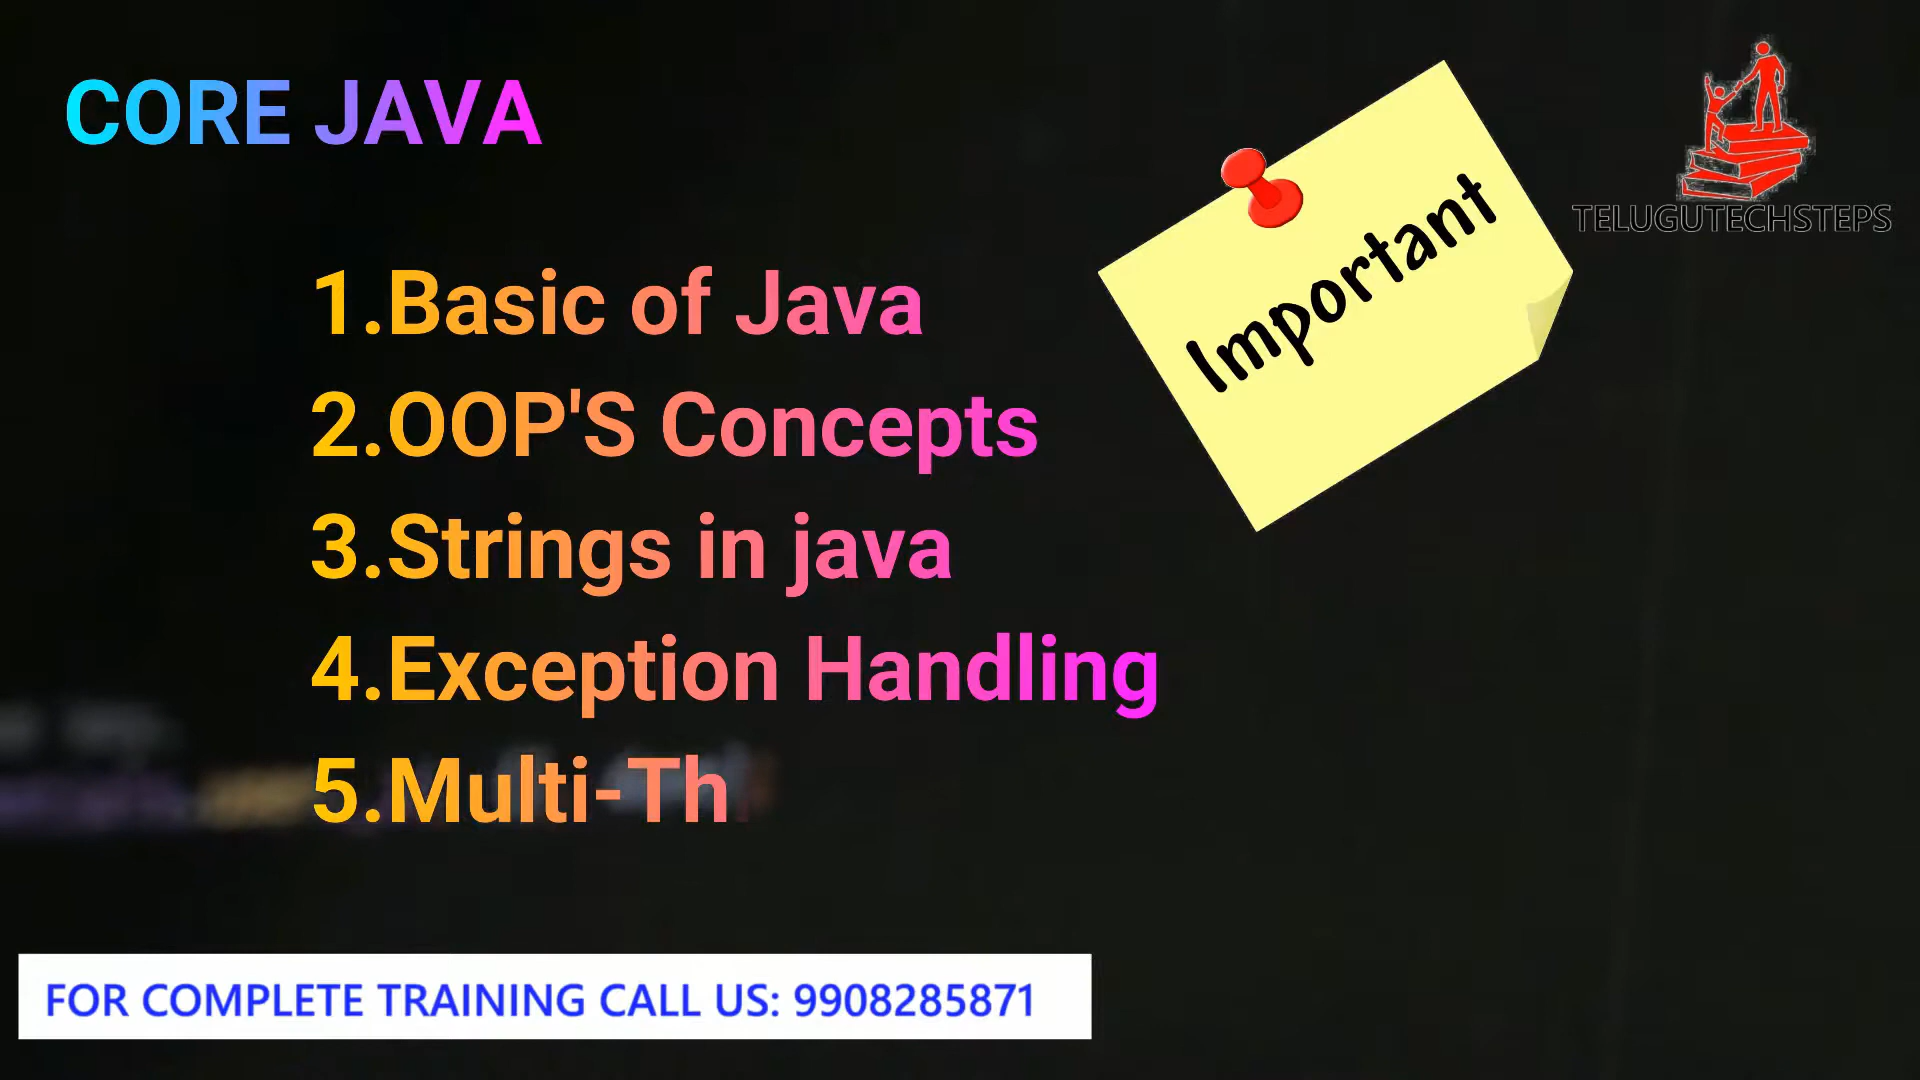 CORE JAVA
Important
TELUGUTECHSTEPS
1.Basic of Java
2.OOP'S Concepts
3.Strings in java
4.Exception Handling
5.Multi-Th
FOR COMPLETE TRAINING CALL US: 9908285871